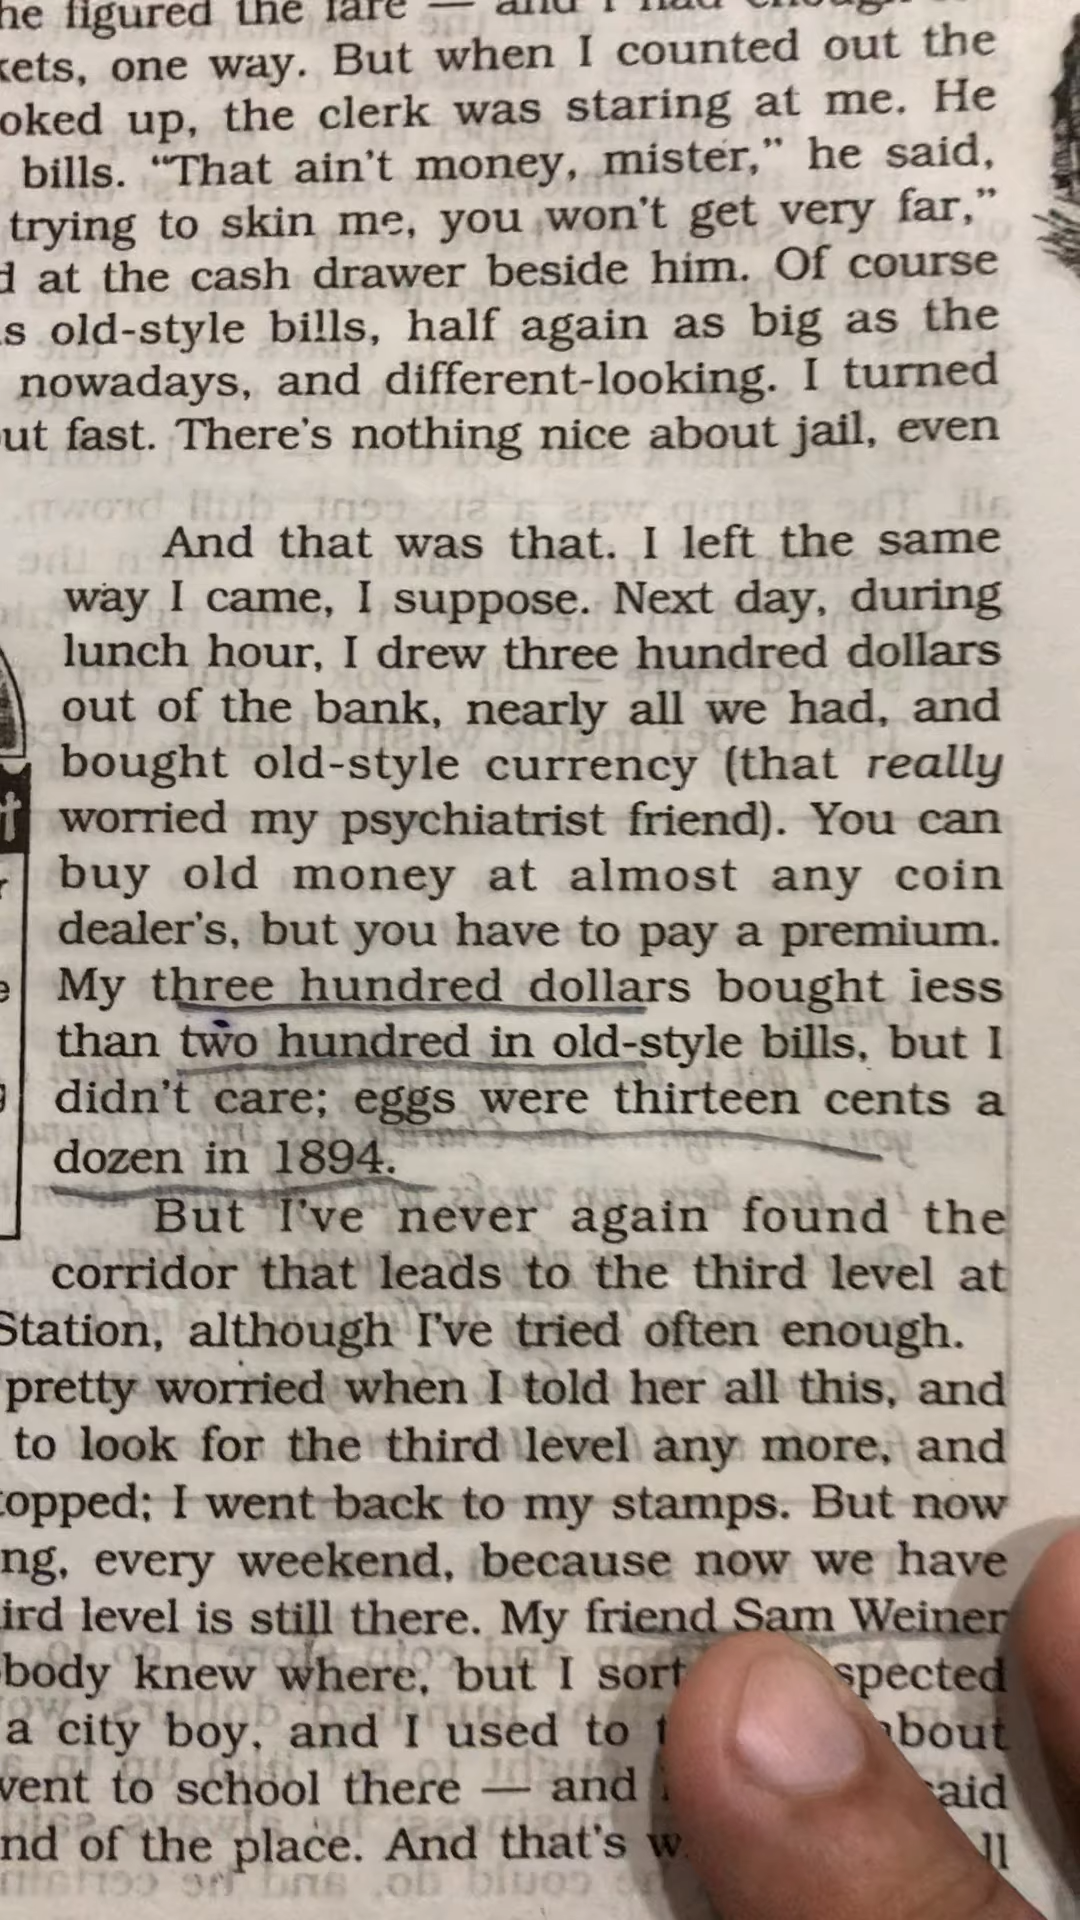 he figured the fare — and I had enough
kets, one way. But when I counted out the
oked up, the clerk was staring at me. He
bills. “That ain't money, mister,” he said,
trying to skin me, you won't get very far,”
d at the cash drawer beside him. Of course
s old-style bills, half again as big as the
nowadays, and different-looking. I turned
ut fast. There's nothing nice about jail, even
And that was that. I left the same
way I came, I suppose. Next day, during
lunch hour, I drew three hundred dollars
out of the bank, nearly all we had, and
bought old-style currency (that really
worried my psychiatrist friend). You can
buy old money at almost any coin
dealer's, but you have to pay a premium.
My three hundred dollars bought less
than two hundred in old-style bills, but I
didn't care; eggs were thirteen cents a
dozen in 1894.
But I've never again found the
corridor that leads to the third level at
Station, although I've tried often enough.
pretty worried when I told her all this, and
to look for the third level any more, and
topped; I went back to my stamps. But now
ng, every weekend, because now we have
ird level is still there. My friend Sam Weiner
body knew where, but I sort spected
a city boy, and I used to about
went to school there — and said
nd of the place. And that's w ll